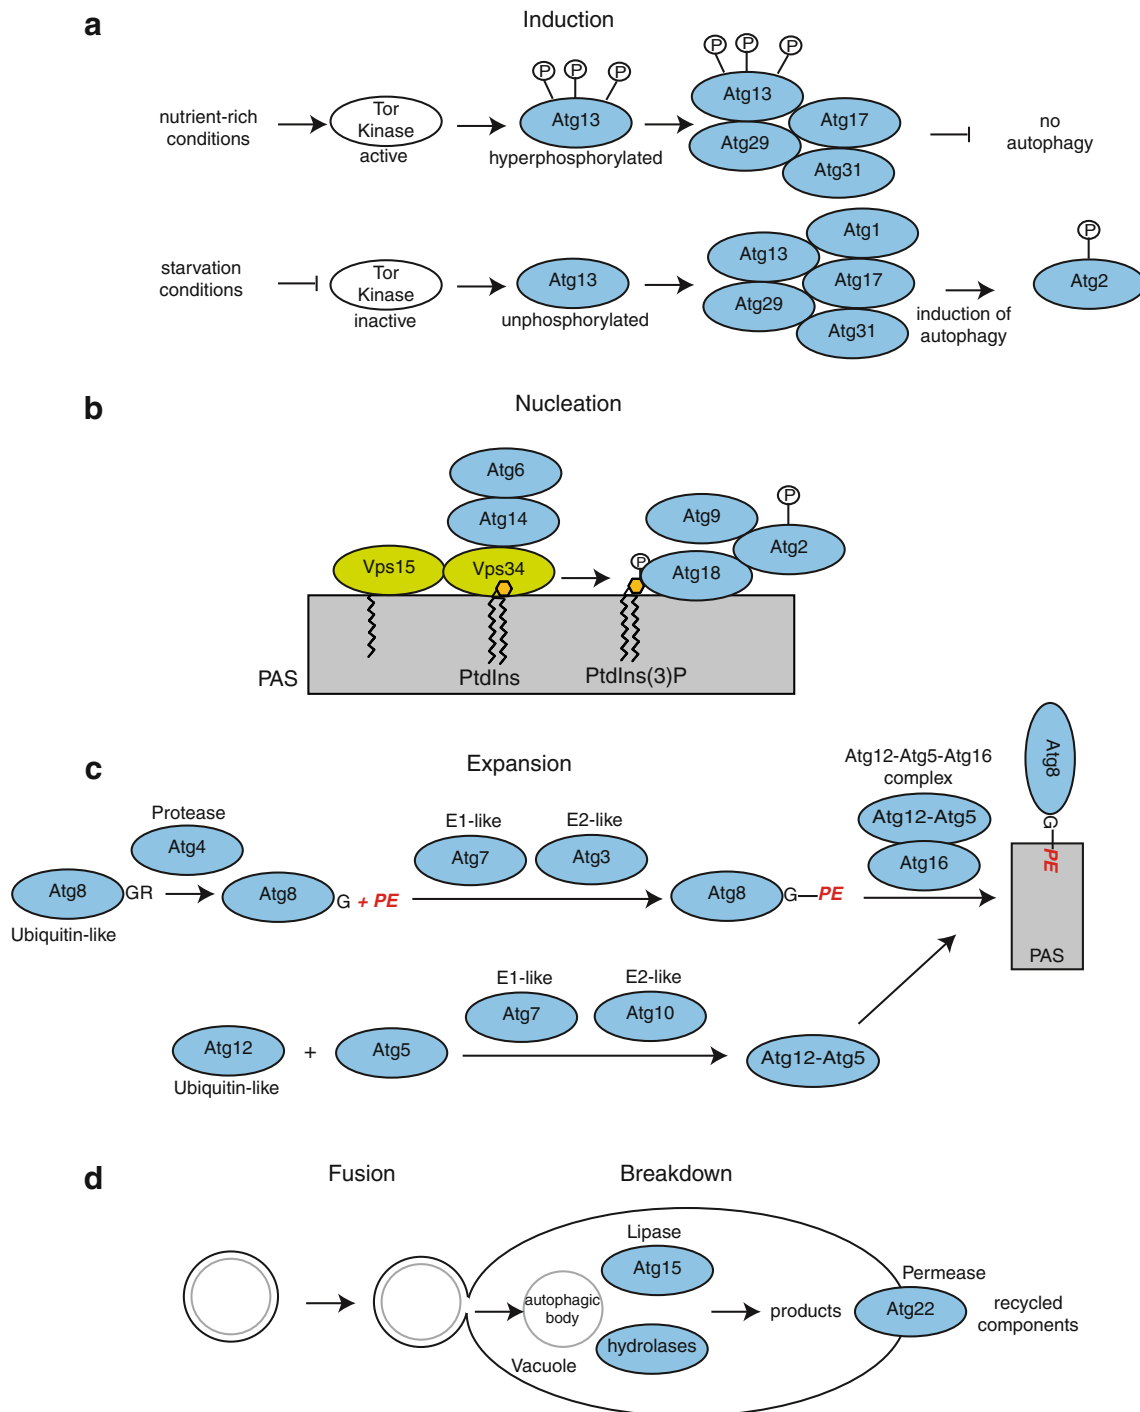 a
Induction
nutrient-rich
conditions
Tor
Kinase
active
P
P
P
Atg13
hyperphosphorylated
P
P
P
Atg13
Atg17
Atg29
Atg31
no
autophagy
starvation
conditions
Tor
Kinase
inactive
Atg13
unphosphorylated
Atg1
Atg13
Atg17
Atg29
Atg31
induction of
autophagy
P
Atg2
b
Nucleation
Atg6
Atg14
Vps15
Vps34
P
Atg9
Atg2
P
Atg18
PAS
PtdIns
PtdIns(3)P
c
Expansion
Protease
Atg4
Atg8
GR
Ubiquitin-like
Atg8
G + PE
E1-like
E2-like
Atg7
Atg3
Atg8
G—PE
Atg12-Atg5-Atg16
complex
Atg12-Atg5
Atg16
Atg8
G
PE
PAS
E1-like
E2-like
Atg7
Atg10
Atg12
+
Atg5
Atg12-Atg5
Ubiquitin-like
d
Fusion
Breakdown
Lipase
Atg15
autophagic
body
hydrolases
Vacuole
products
Permease
Atg22
recycled
components